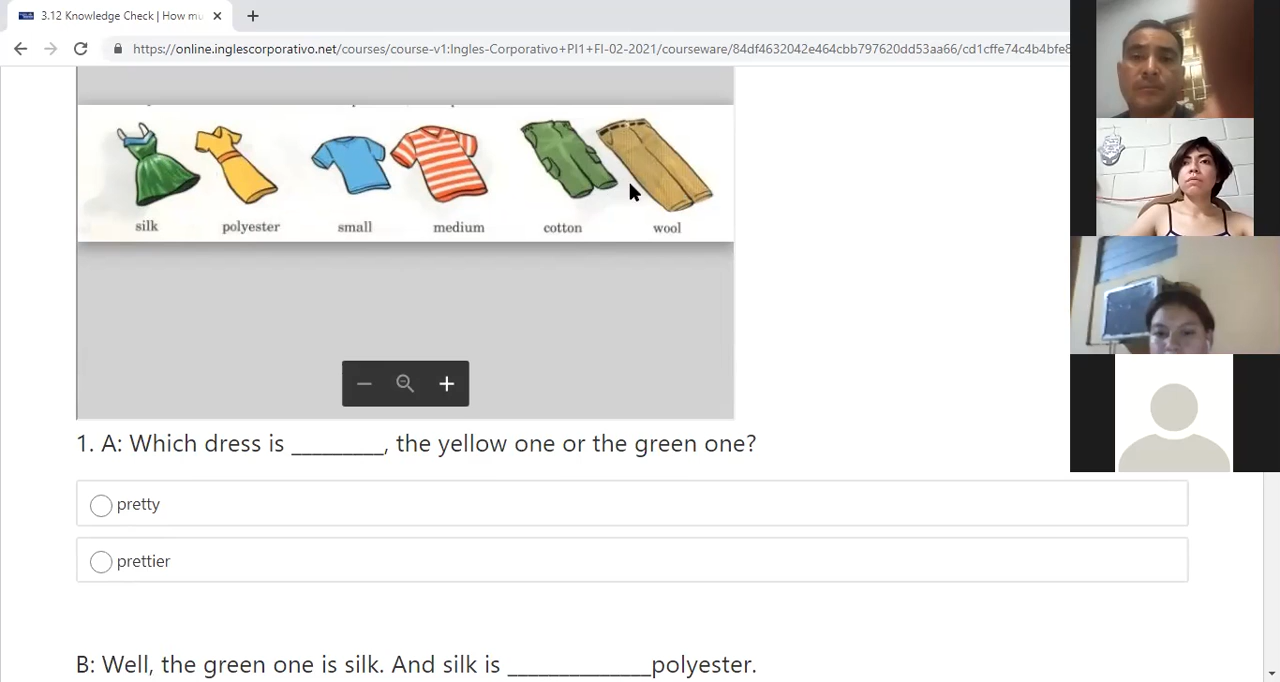 3.12 Knowledge Check | How mu
https://online.inglescorporativo.net/courses/course-v1:Ingles-Corporativo+PI1+FI-02-2021/courseware/84df4632042e464cbb797620dd53aa66/cd1cffe74c4b4bfe8
silk polyester small medium cotton wool
1. A: Which dress is _________, the yellow one or the green one?
pretty
prettier
B: Well, the green one is silk. And silk is ______________polyester.